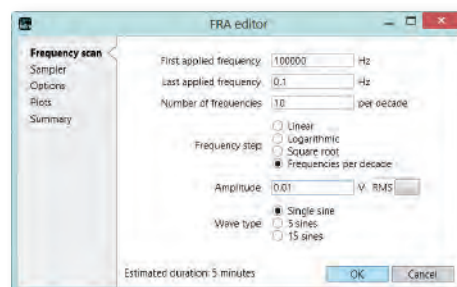 FRA editor
Frequency scan
Sampler
Options
Plots
Summary
First applied frequency 100000 Hz
Last applied frequency 0.1 Hz
Number of frequencies 10 per decade
Frequency step
Linear
Logarithmic
Square root
Frequencies per decade
Amplitude 0.01 V RMS
Wave type
Single sine
5 sines
15 sines
Estimated duration: 5 minutes
OK Cancel